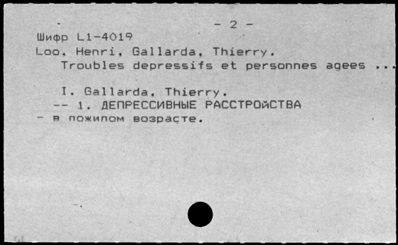 - 2 -
Шифр L1-4019
Loo, Henri, Gallarda, Thierry.
Troubles depressifs et personnes agees ...
I. Gallarda, Thierry.
-- 1. ДЕПРЕССИВНЫЕ РАССТРОЙСТВА
- в пожилом возрасте.